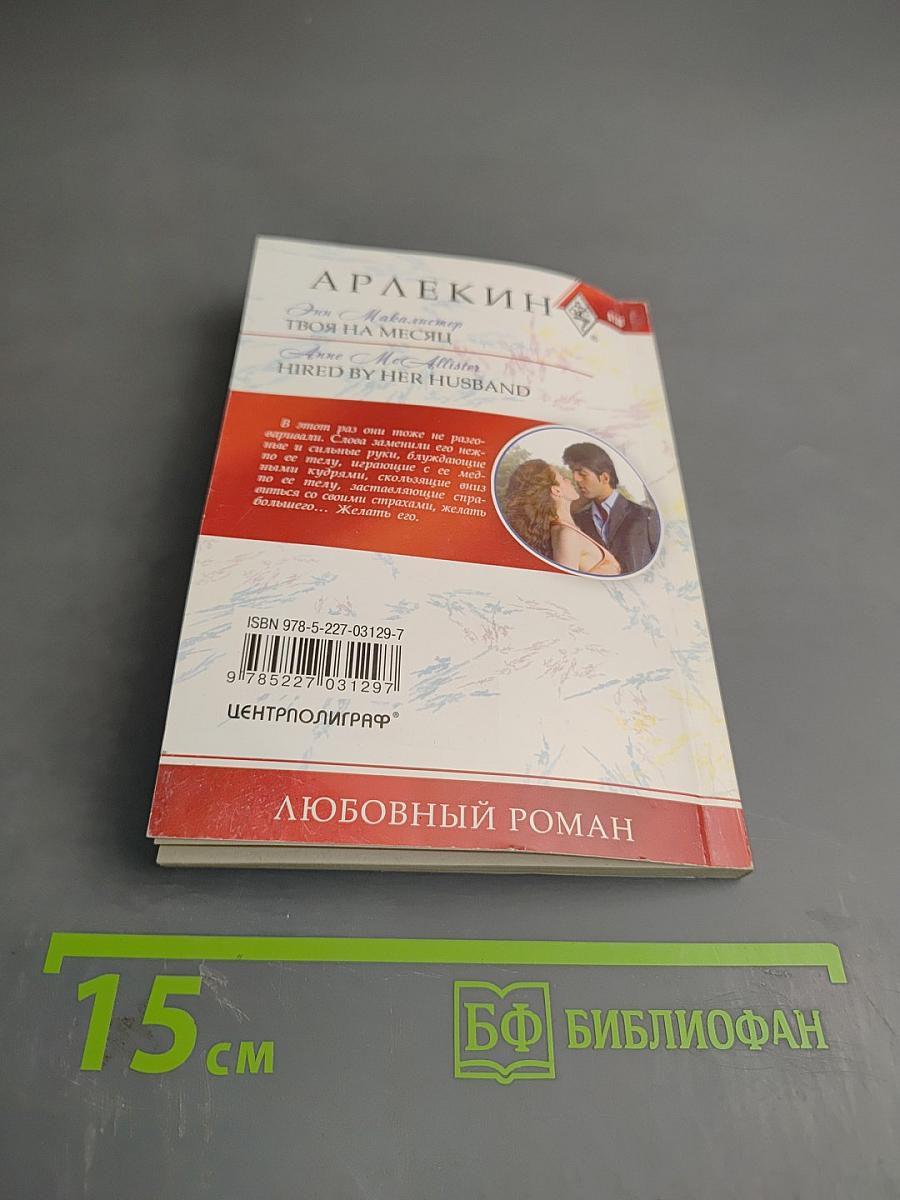 АРЛЕКИН
Энн Макалистер
ТВОЯ НА МЕСЯЦ
Anne McAllister
HIRED BY HER HUSBAND
В этот раз они тоже не разго-
варивали. Слова заменили его неж-
ные и сильные руки, блуждающие
по ее телу, играющие с ее мед-
ными кудрями, скользящие вниз
по ее телу, заставляющие спра-
виться со своими страхами, желать
большего... Желать его.
ISBN 978-5-227-03129-7
9 785227 031297
ЦЕНТРПОЛИГРАФ®
ЛЮБОВНЫЙ РОМАН
15 см
БФ БИБЛИОФАН